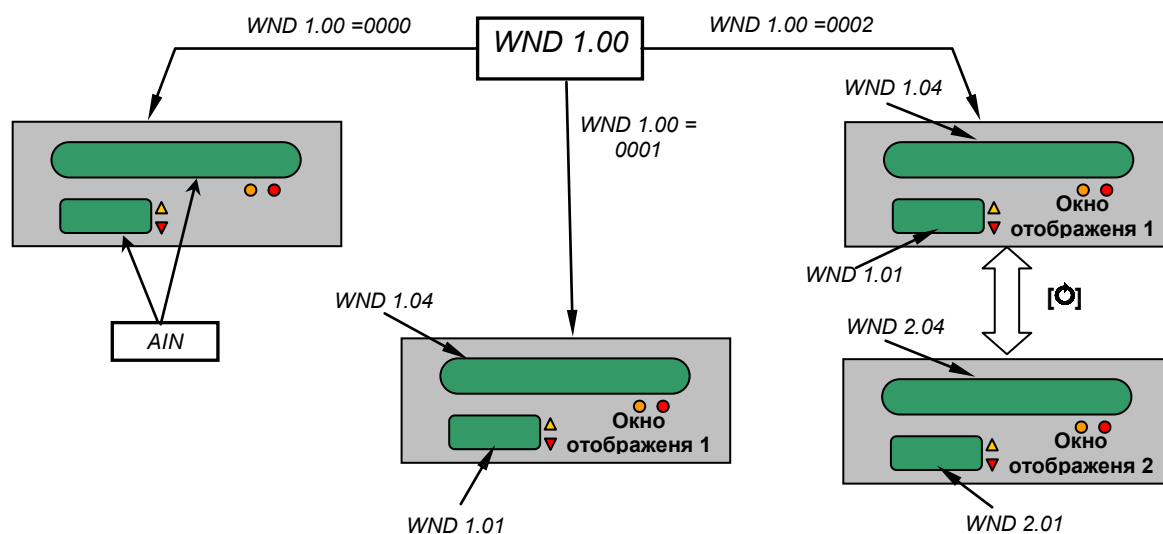 WND 1.00 =0000
WND 1.00
WND 1.00 =0002
WND 1.04
WND 1.00 =
0001
Окно
отображеня 1
WND 1.01
WND 1.04
[↻]
WND 2.04
AIN
Окно
отображеня 1
Окно
отображеня 2
WND 1.01
WND 2.01